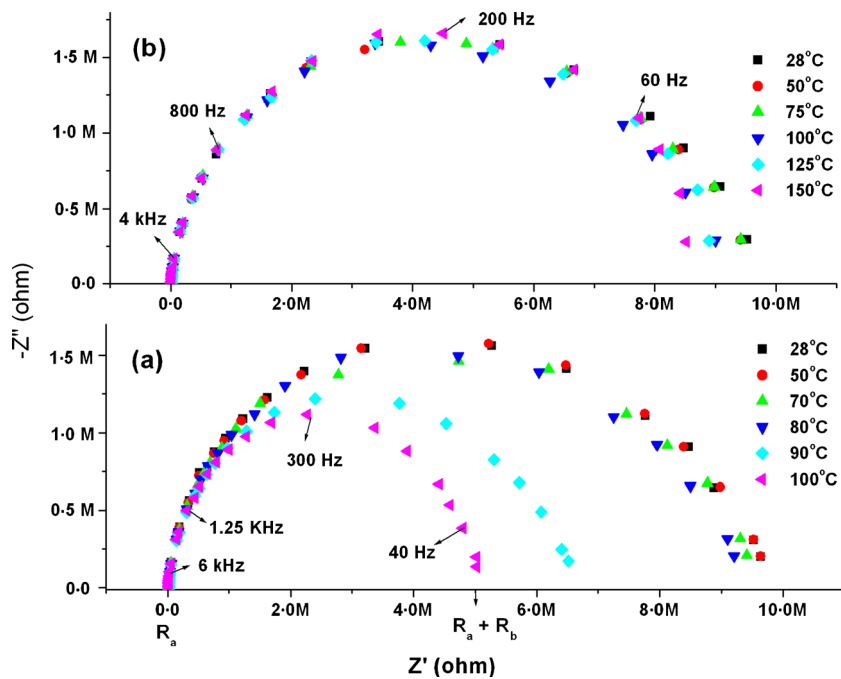 (b)
200 Hz
1·5 M
28°C
50°C
60 Hz
75°C
800 Hz
1·0 M
100°C
125°C
150°C
0·5 M
4 kHz
0·0
0·0 2·0M 4·0M 6·0M 8·0M 10·0M
-Z" (ohm)
(a)
28°C
1·5 M
50°C
70°C
80°C
1·0 M
90°C
300 Hz
100°C
0·5 M
1.25 KHz
40 Hz
6 kHz
0·0
0·0 2·0M 4·0M 6·0M 8·0M 10·0M
Rₐ
Rₐ + R_b
Z' (ohm)